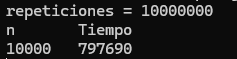 repeticiones = 10000000
n Tiempo
10000 797690